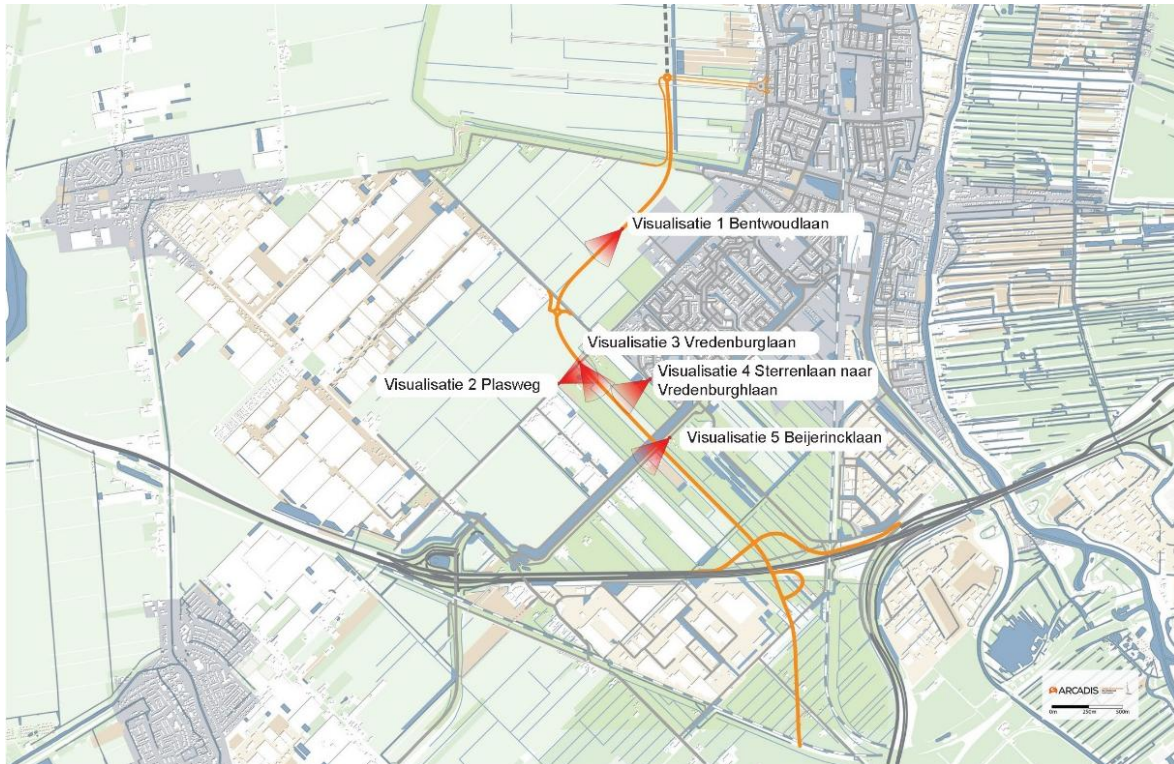 Visualisatie 1 Bentwoudlaan
Visualisatie 3 Vredenburglaan
Visualisatie 2 Plasweg
Visualisatie 4 Sterrenlaan naar
Vredenburghlaan
Visualisatie 5 Beijerincklaan
ARCADIS
0m 250m 500m